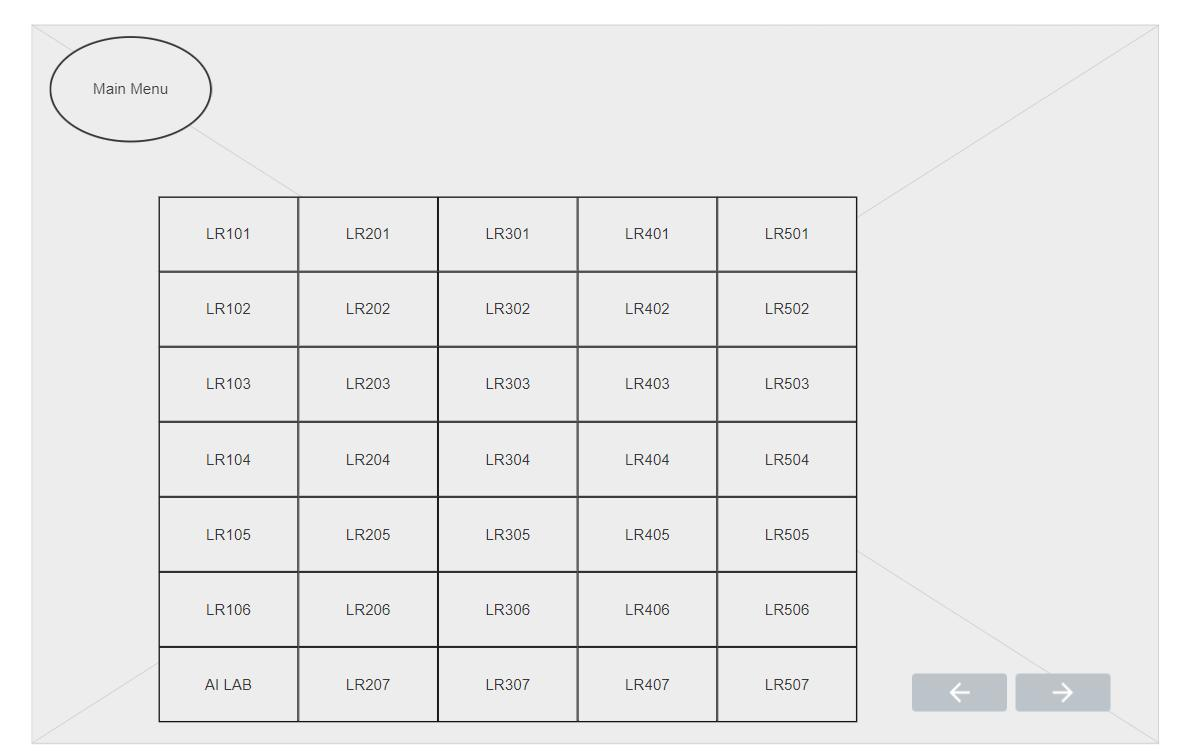 Main Menu
LR101 LR201 LR301 LR401 LR501
LR102 LR202 LR302 LR402 LR502
LR103 LR203 LR303 LR403 LR503
LR104 LR204 LR304 LR404 LR504
LR105 LR205 LR305 LR405 LR505
LR106 LR206 LR306 LR406 LR506
AI LAB LR207 LR307 LR407 LR507